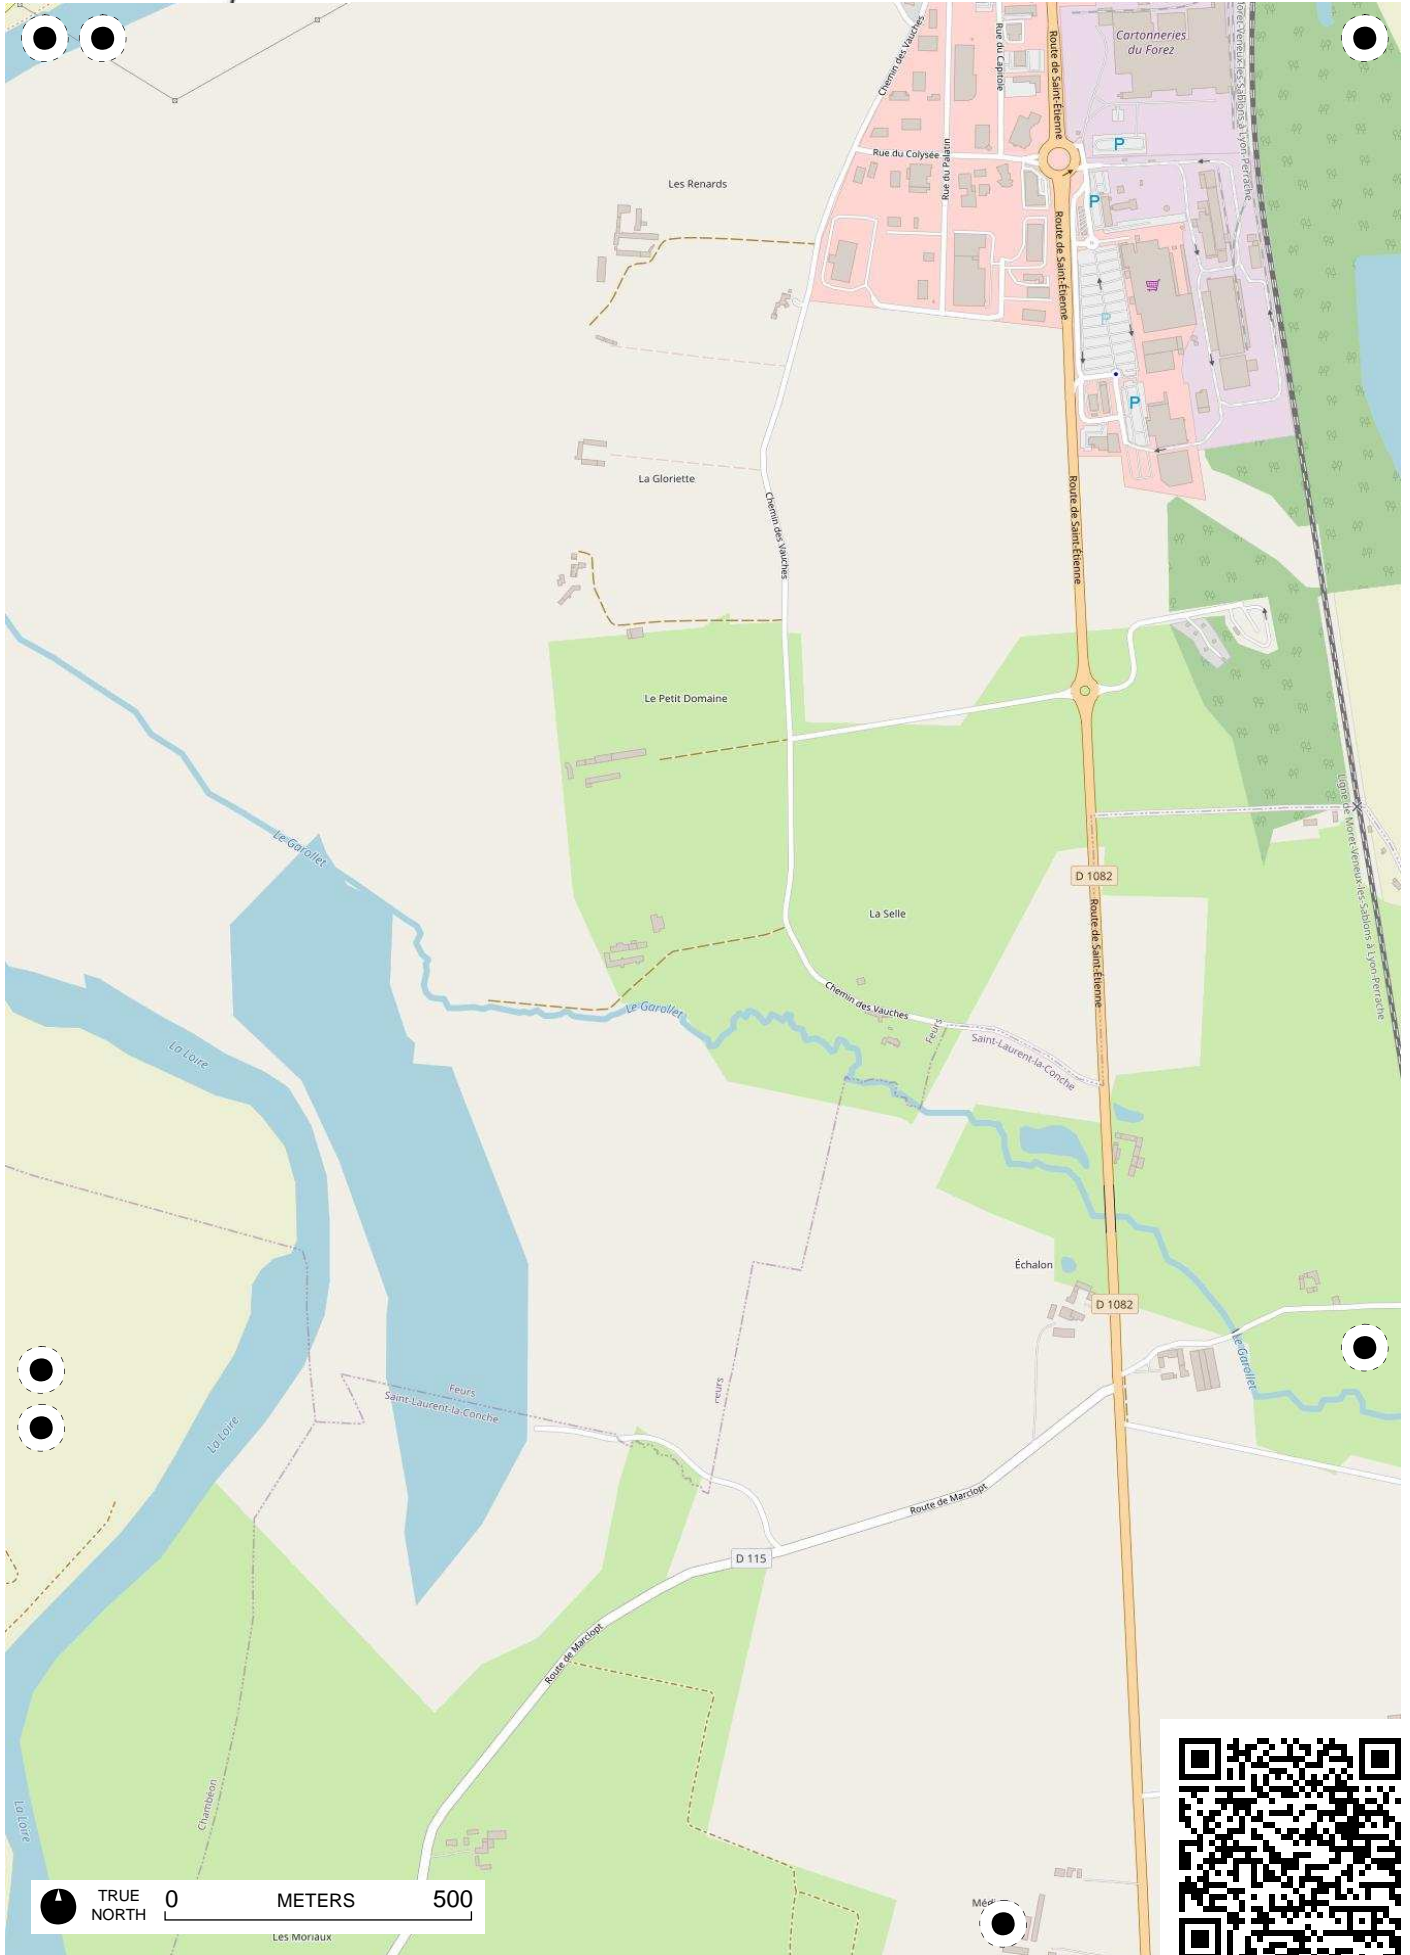 Chemin des Vauches
Rue du Capitole
Route de Saint-Étienne
Cartonneries
du Forez
P
Rue du Colysée
Rue du Palatin
Les Renards
P
Route de Saint-Étienne
P
P
La Gloriette
Chemin des Vauches
Route de Saint-Étienne
Le Petit Domaine
Ligne de Moret-Veneux-les-Sablons à Lyon-Perrache
Le Garollet
D 1082
La Selle
Route de Saint-Étienne
Chemin des Vauches
Le Garollet
Feurs
Saint-Laurent-la-Conche
La Loire
Échalon
D 1082
Le Garollet
Feurs
Feurs
Saint-Laurent-la-Conche
La Loire
Route de Marclopt
D 115
Route de Marclopt
Chambéon
La Loire
TRUE
NORTH
0 METERS 500
Les Moriaux